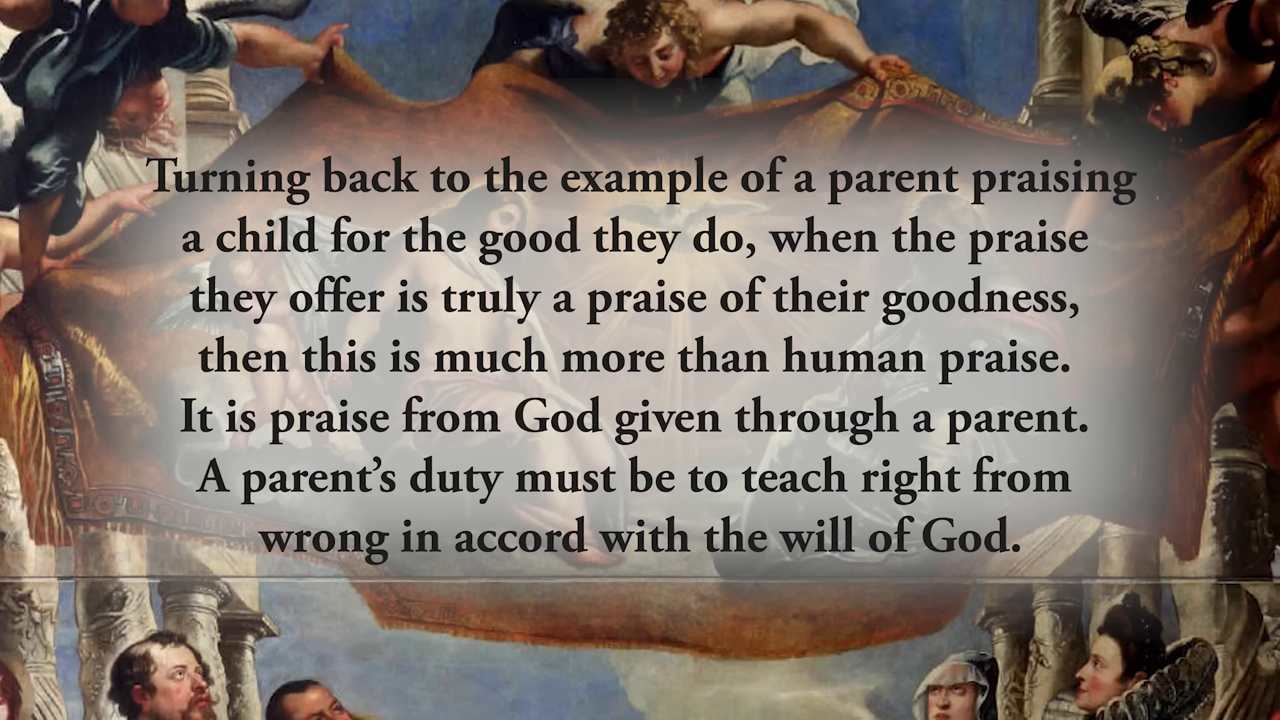 Turning back to the example of a parent praising
a child for the good they do, when the praise
they offer is truly a praise of their goodness,
then this is much more than human praise.
It is praise from God given through a parent.
A parent’s duty must be to teach right from
wrong in accord with the will of God.